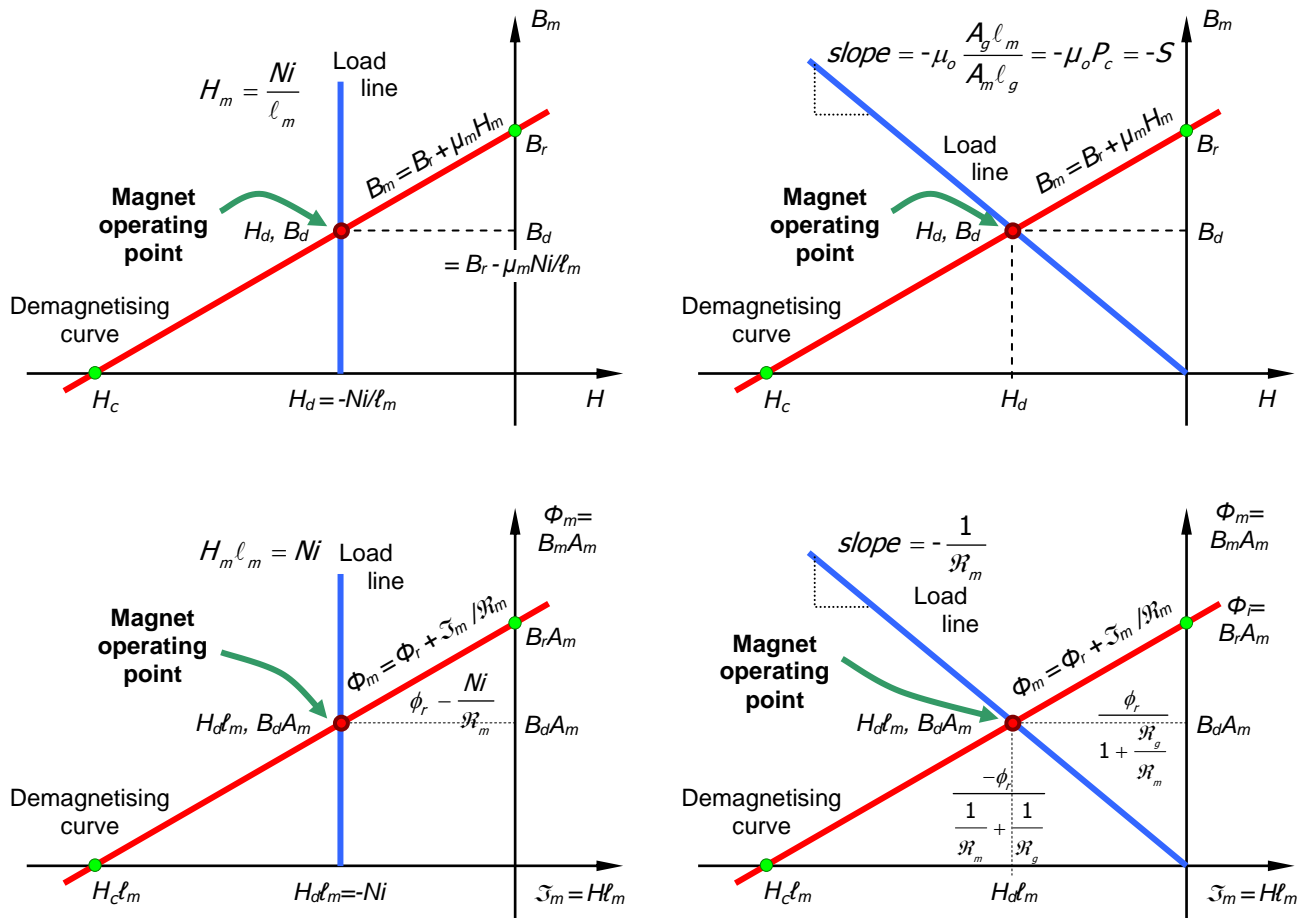 B_m
H_m = Ni/ℓ_m
Load
line
B_m = B_r + μ_m H_m
B_r
Magnet
operating
point
H_d, B_d
B_d
= B_r - μ_m Ni/ℓ_m
Demagnetising
curve
H_c
H_d = -Ni/ℓ_m
H
B_m
slope = -μ_o A_g ℓ_m / A_m ℓ_g = -μ_o P_c = -S
Load
line
B_m = B_r + μ_m H_m
B_r
Magnet
operating
point
H_d, B_d
B_d
Demagnetising
curve
H_c
H_d
H
Φ_m =
B_m A_m
H_m ℓ_m = Ni
Load
line
Φ_m = Φ_r + ℑ_m / ℜ_m
B_r A_m
Magnet
operating
point
ϕ_r - Ni/ℜ_m
H_d ℓ_m, B_d A_m
B_d A_m
Demagnetising
curve
H_c ℓ_m
H_d ℓ_m = -Ni
ℑ_m = Hℓ_m
Φ_m =
B_m A_m
slope = - 1/ℜ_m
Load
line
Φ_m = Φ_r + ℑ_m / ℜ_m
Φ_i =
B_r A_m
Magnet
operating
point
H_d ℓ_m, B_d A_m
ϕ_r / (1 + ℜ_g/ℜ_m)
B_d A_m
-ϕ_r / (1/ℜ_m + 1/ℜ_g)
Demagnetising
curve
H_c ℓ_m
H_d ℓ_m
ℑ_m = Hℓ_m